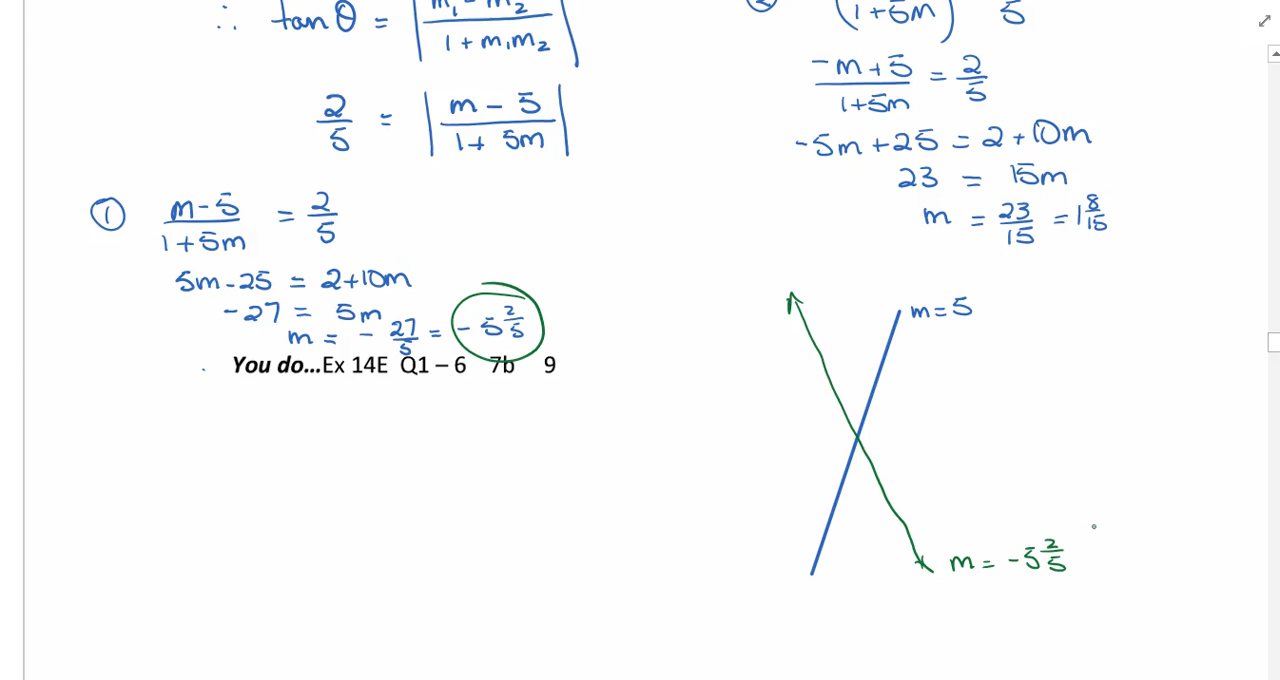 ∴ tan θ = | m₁ - m₂ / 1 + m₁m₂ |
2/5 = | m - 5 / 1 + 5m |
① m-5 / 1+5m = 2/5
5m - 25 = 2+10m
-27 = 5m
m = - 27/5 = - 5 2/5
You do...Ex 14E Q1 – 6 7b 9
(1+5m) 5
-m+5 / 1+5m = 2/5
-5m+25 = 2+10m
23 = 15m
m = 23/15 = 1 8/15
m=5
m = -5 2/5